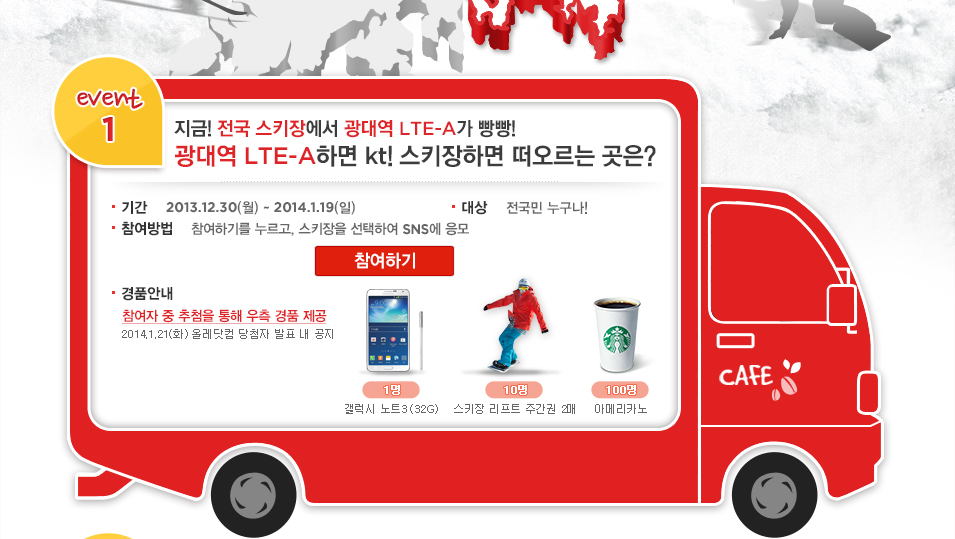 event
1
지금! 전국 스키장에서 광대역 LTE-A가 빵빵!
광대역 LTE-A하면 kt! 스키장하면 떠오르는 곳은?
기간 2013.12.30(월) ~ 2014.1.19(일)
대상 전국민 누구나!
참여방법 참여하기를 누르고, 스키장을 선택하여 SNS에 응모
참여하기
경품안내
참여자 중 추첨을 통해 우측 경품 제공
2014.1.21(화) 올레닷컴 당첨자 발표 내 공지
1명
갤럭시 노트3 (32G)
10명
스키장 리프트 주간권 2매
100명
아메리카노
CAFE